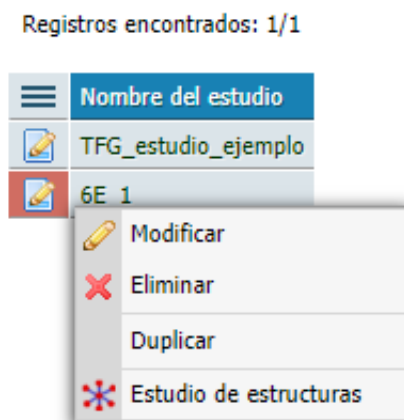 Registros encontrados: 1/1
Nombre del estudio
TFG_estudio_ejemplo
6E_1
Modificar
Eliminar
Duplicar
Estudio de estructuras